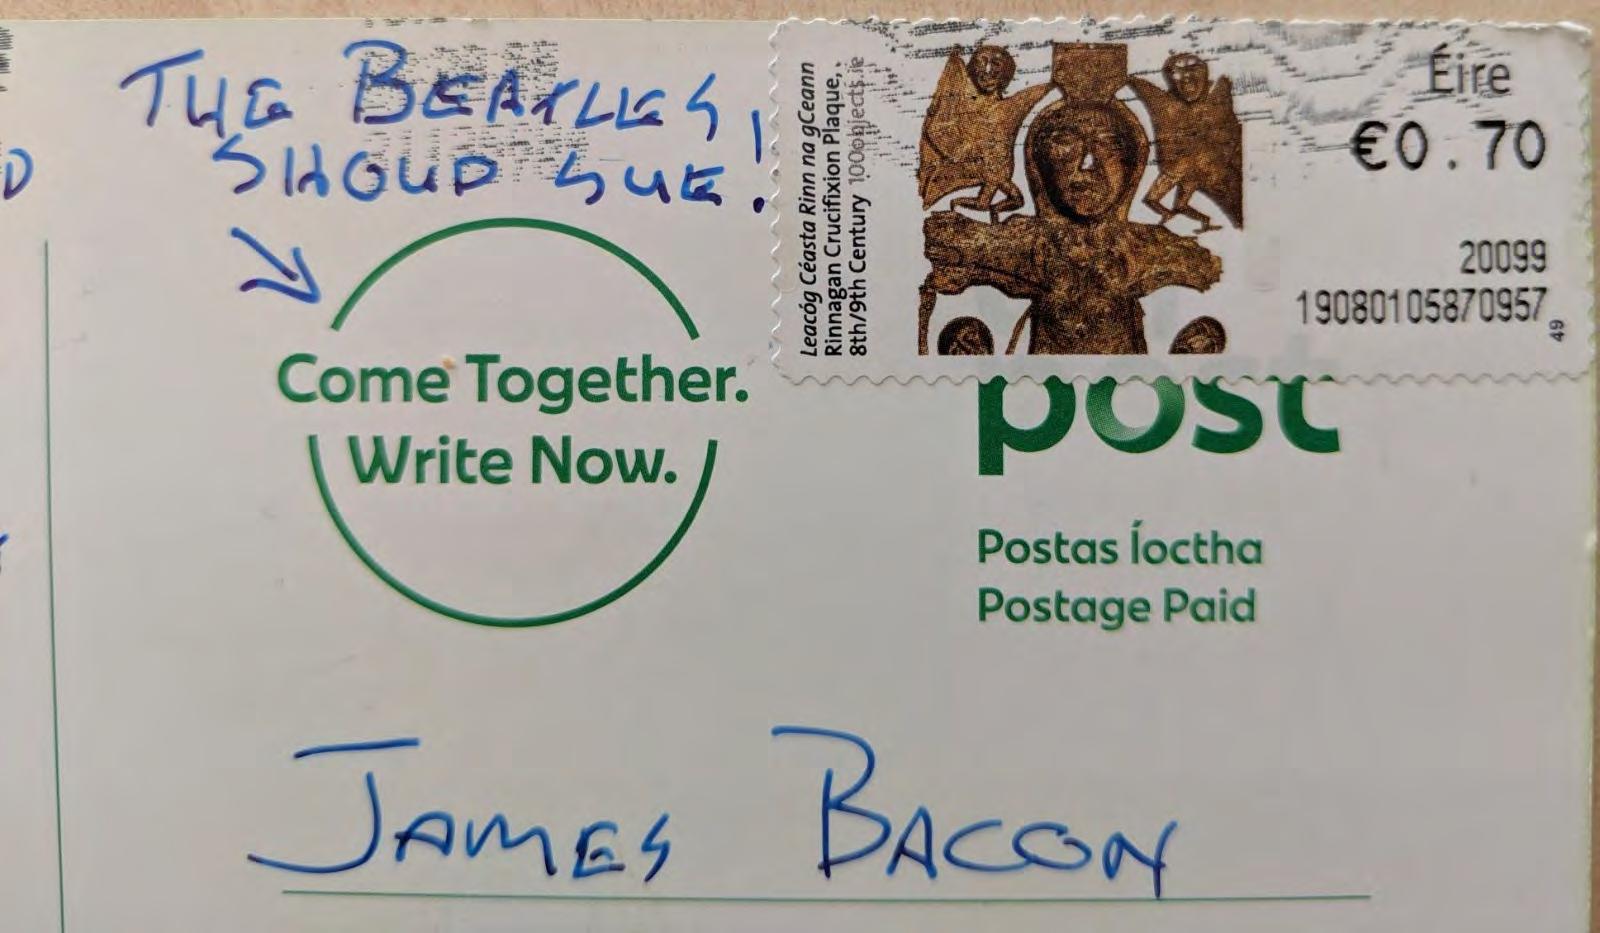 THE BEATLES
SHOULD SUE!
Leacóg Céasta Rinn na gCeann
Rinnagan Crucifixion Plaque,
8th/9th Century 100objects.ie
Éire
€0.70
20099
19080105870957
49
Come Together.
Write Now.
post
Postas Íoctha
Postage Paid
JAMES BACON